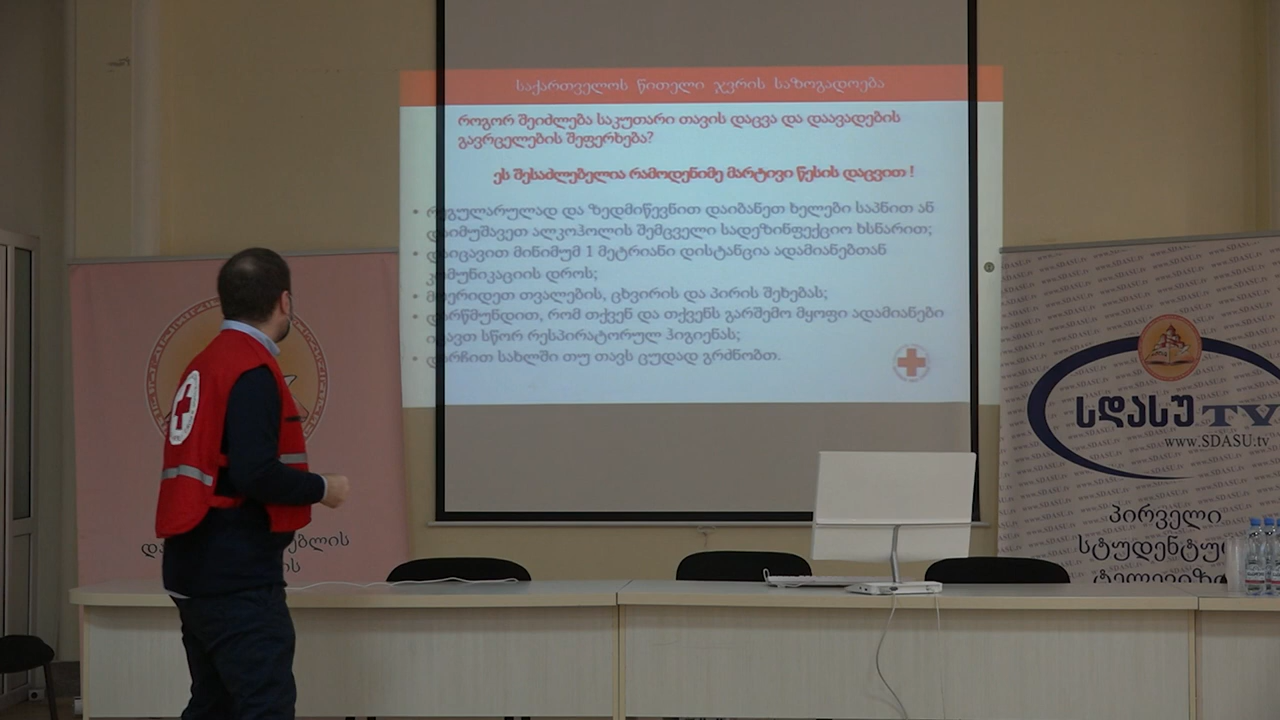 საქართველოს წითელი ჯვრის საზოგადოება
როგორ შეიძლება საკუთარი თავის დაცვა და დაავადების
გავრცელების შეფერხება?
ეს შესაძლებელია რამოდენიმე მარტივი წესის დაცვით !
• რეგულარულად და ზედმიწევნით დაიბანეთ ხელები საპნით ან
დაიმუშავეთ ალკოჰოლის შემცველი სადეზინფექციო ხსნარით;
• დაიცავით მინიმუმ 1 მეტრიანი დისტანცია ადამიანებთან
კომუნიკაციის დროს;
• მოერიდეთ თვალების, ცხვირის და პირის შეხებას;
• დარწმუნდით, რომ თქვენ და თქვენს გარშემო მყოფი ადამიანები
იცავთ სწორ რესპირატორულ ჰიგიენას;
• დარჩით სახლში თუ თავს ცუდად გრძნობთ.
სდასუ TV
www.SDASU.tv
პირველი